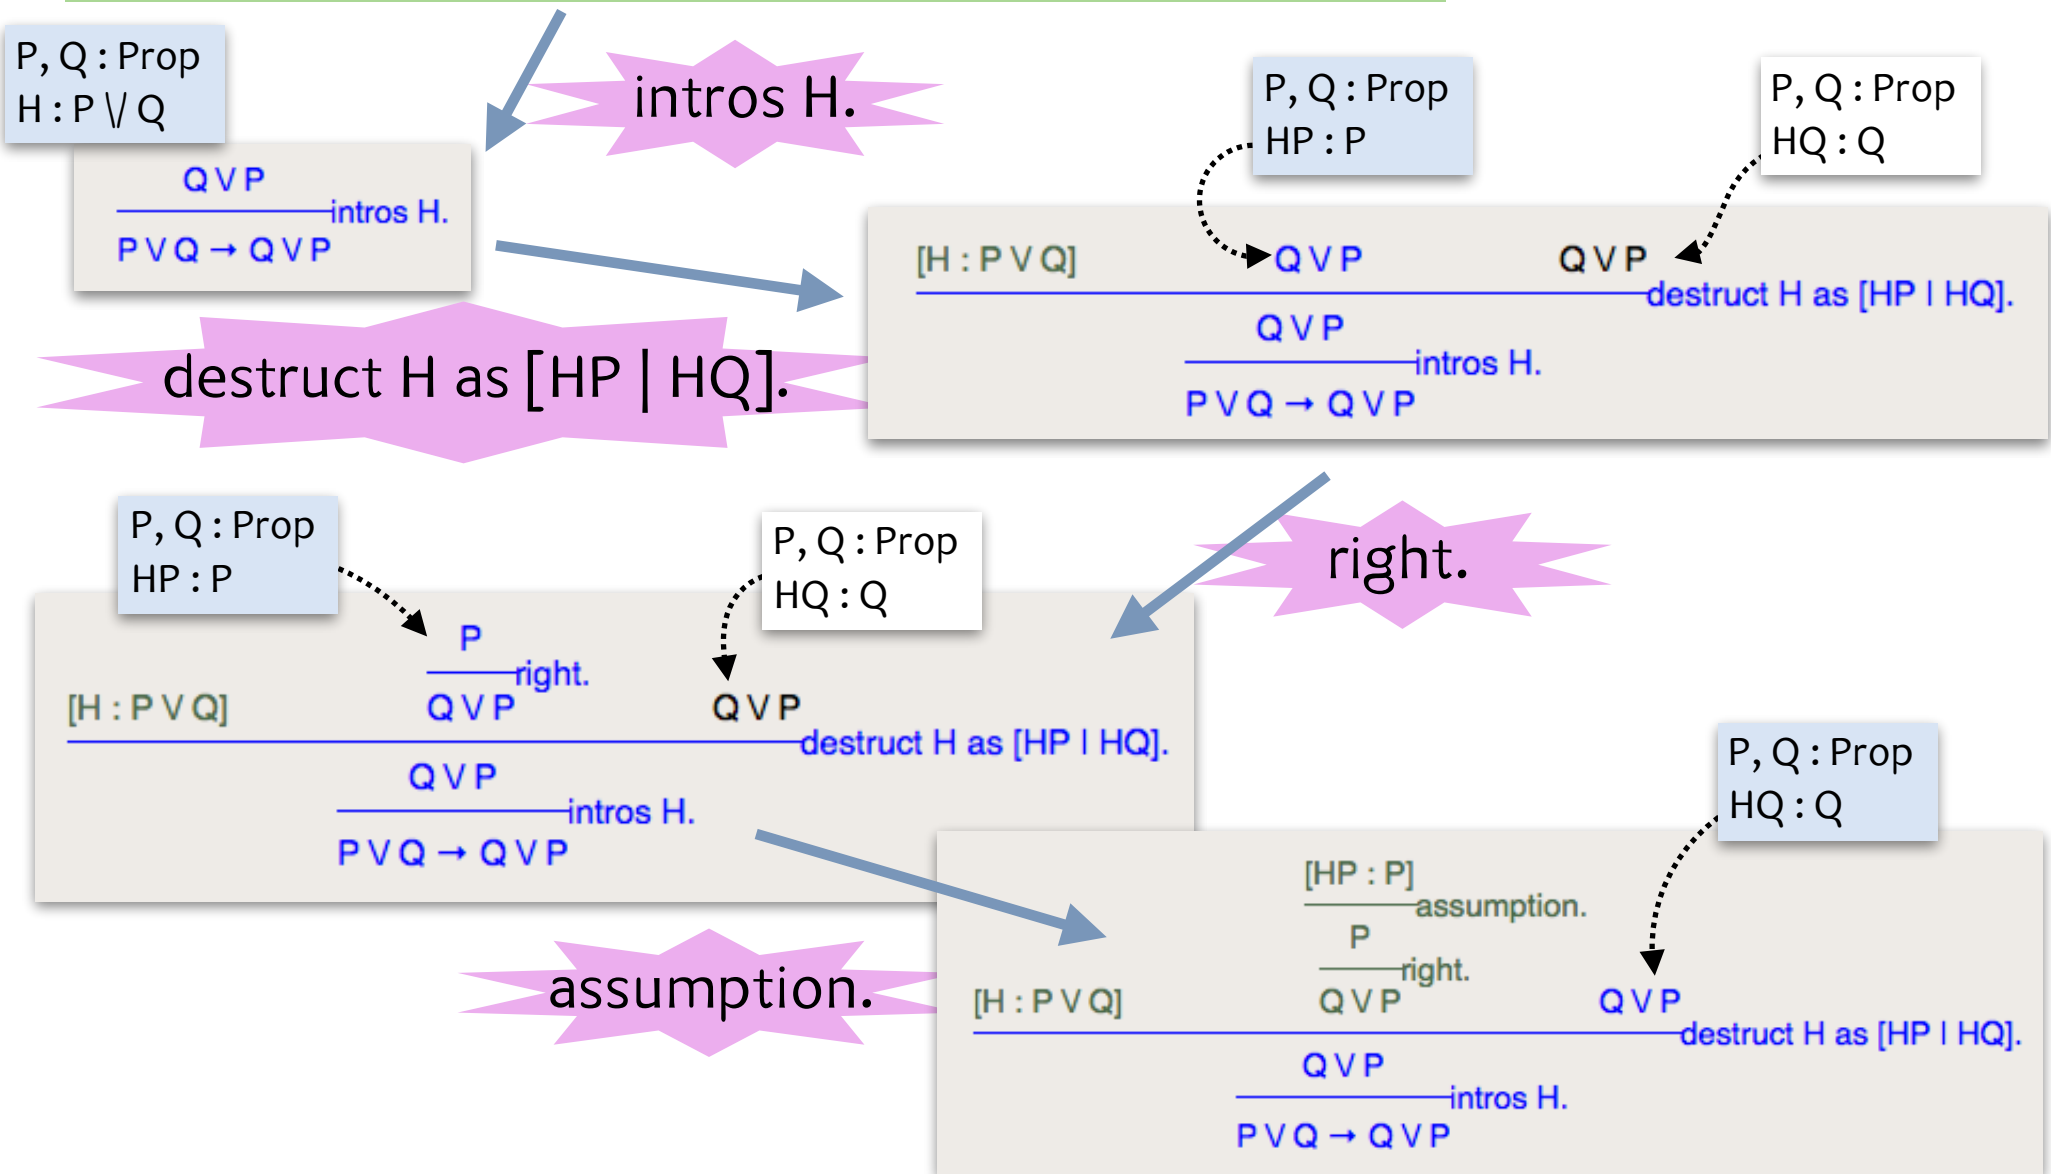 P, Q : Prop
H : P \/ Q
Q ∨ P
intros H.
P ∨ Q → Q ∨ P
intros H.
P, Q : Prop
HP : P
P, Q : Prop
HQ : Q
[H : P ∨ Q] Q ∨ P Q ∨ P
destruct H as [HP | HQ].
Q ∨ P
intros H.
P ∨ Q → Q ∨ P
destruct H as [HP | HQ].
P, Q : Prop
HP : P
P, Q : Prop
HQ : Q
right.
P
right.
[H : P ∨ Q] Q ∨ P Q ∨ P
destruct H as [HP | HQ].
Q ∨ P
intros H.
P ∨ Q → Q ∨ P
P, Q : Prop
HQ : Q
assumption.
[HP : P]
assumption.
P
right.
[H : P ∨ Q] Q ∨ P Q ∨ P
destruct H as [HP | HQ].
Q ∨ P
intros H.
P ∨ Q → Q ∨ P